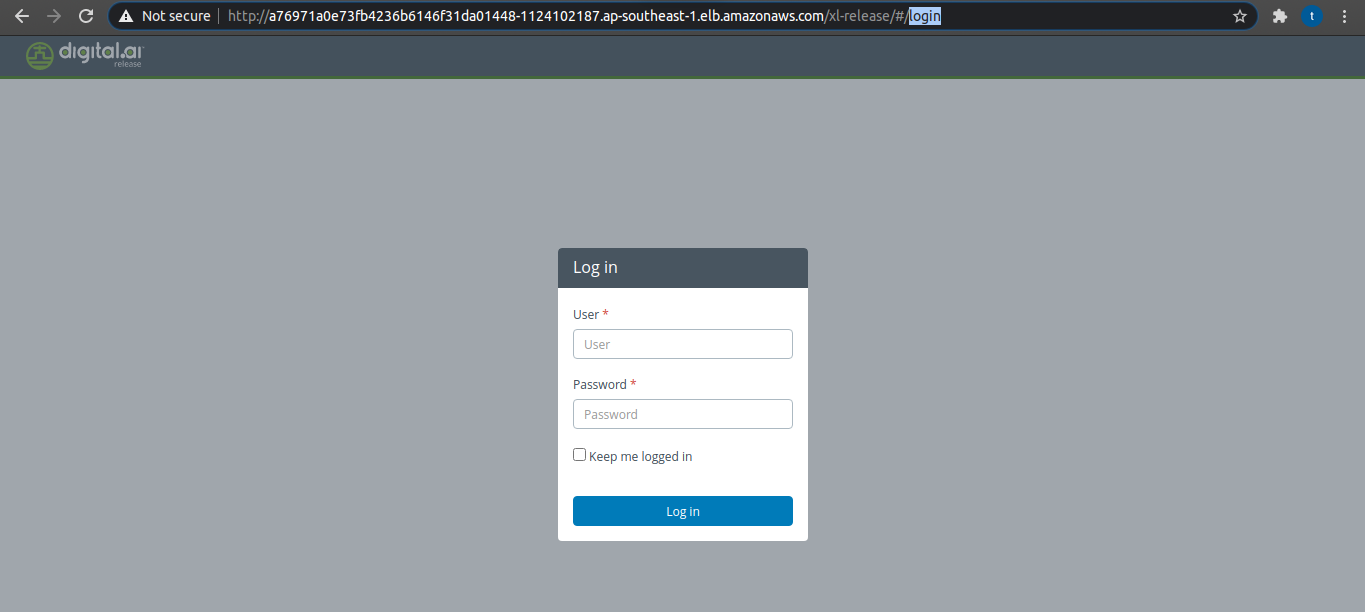 Not secure http://a76971a0e73fb4236b6146f31da01448-1124102187.ap-southeast-1.elb.amazonaws.com/xl-release/#/login t
digital.ai
release
Log in
User *
User
Password *
Password
Keep me logged in
Log in